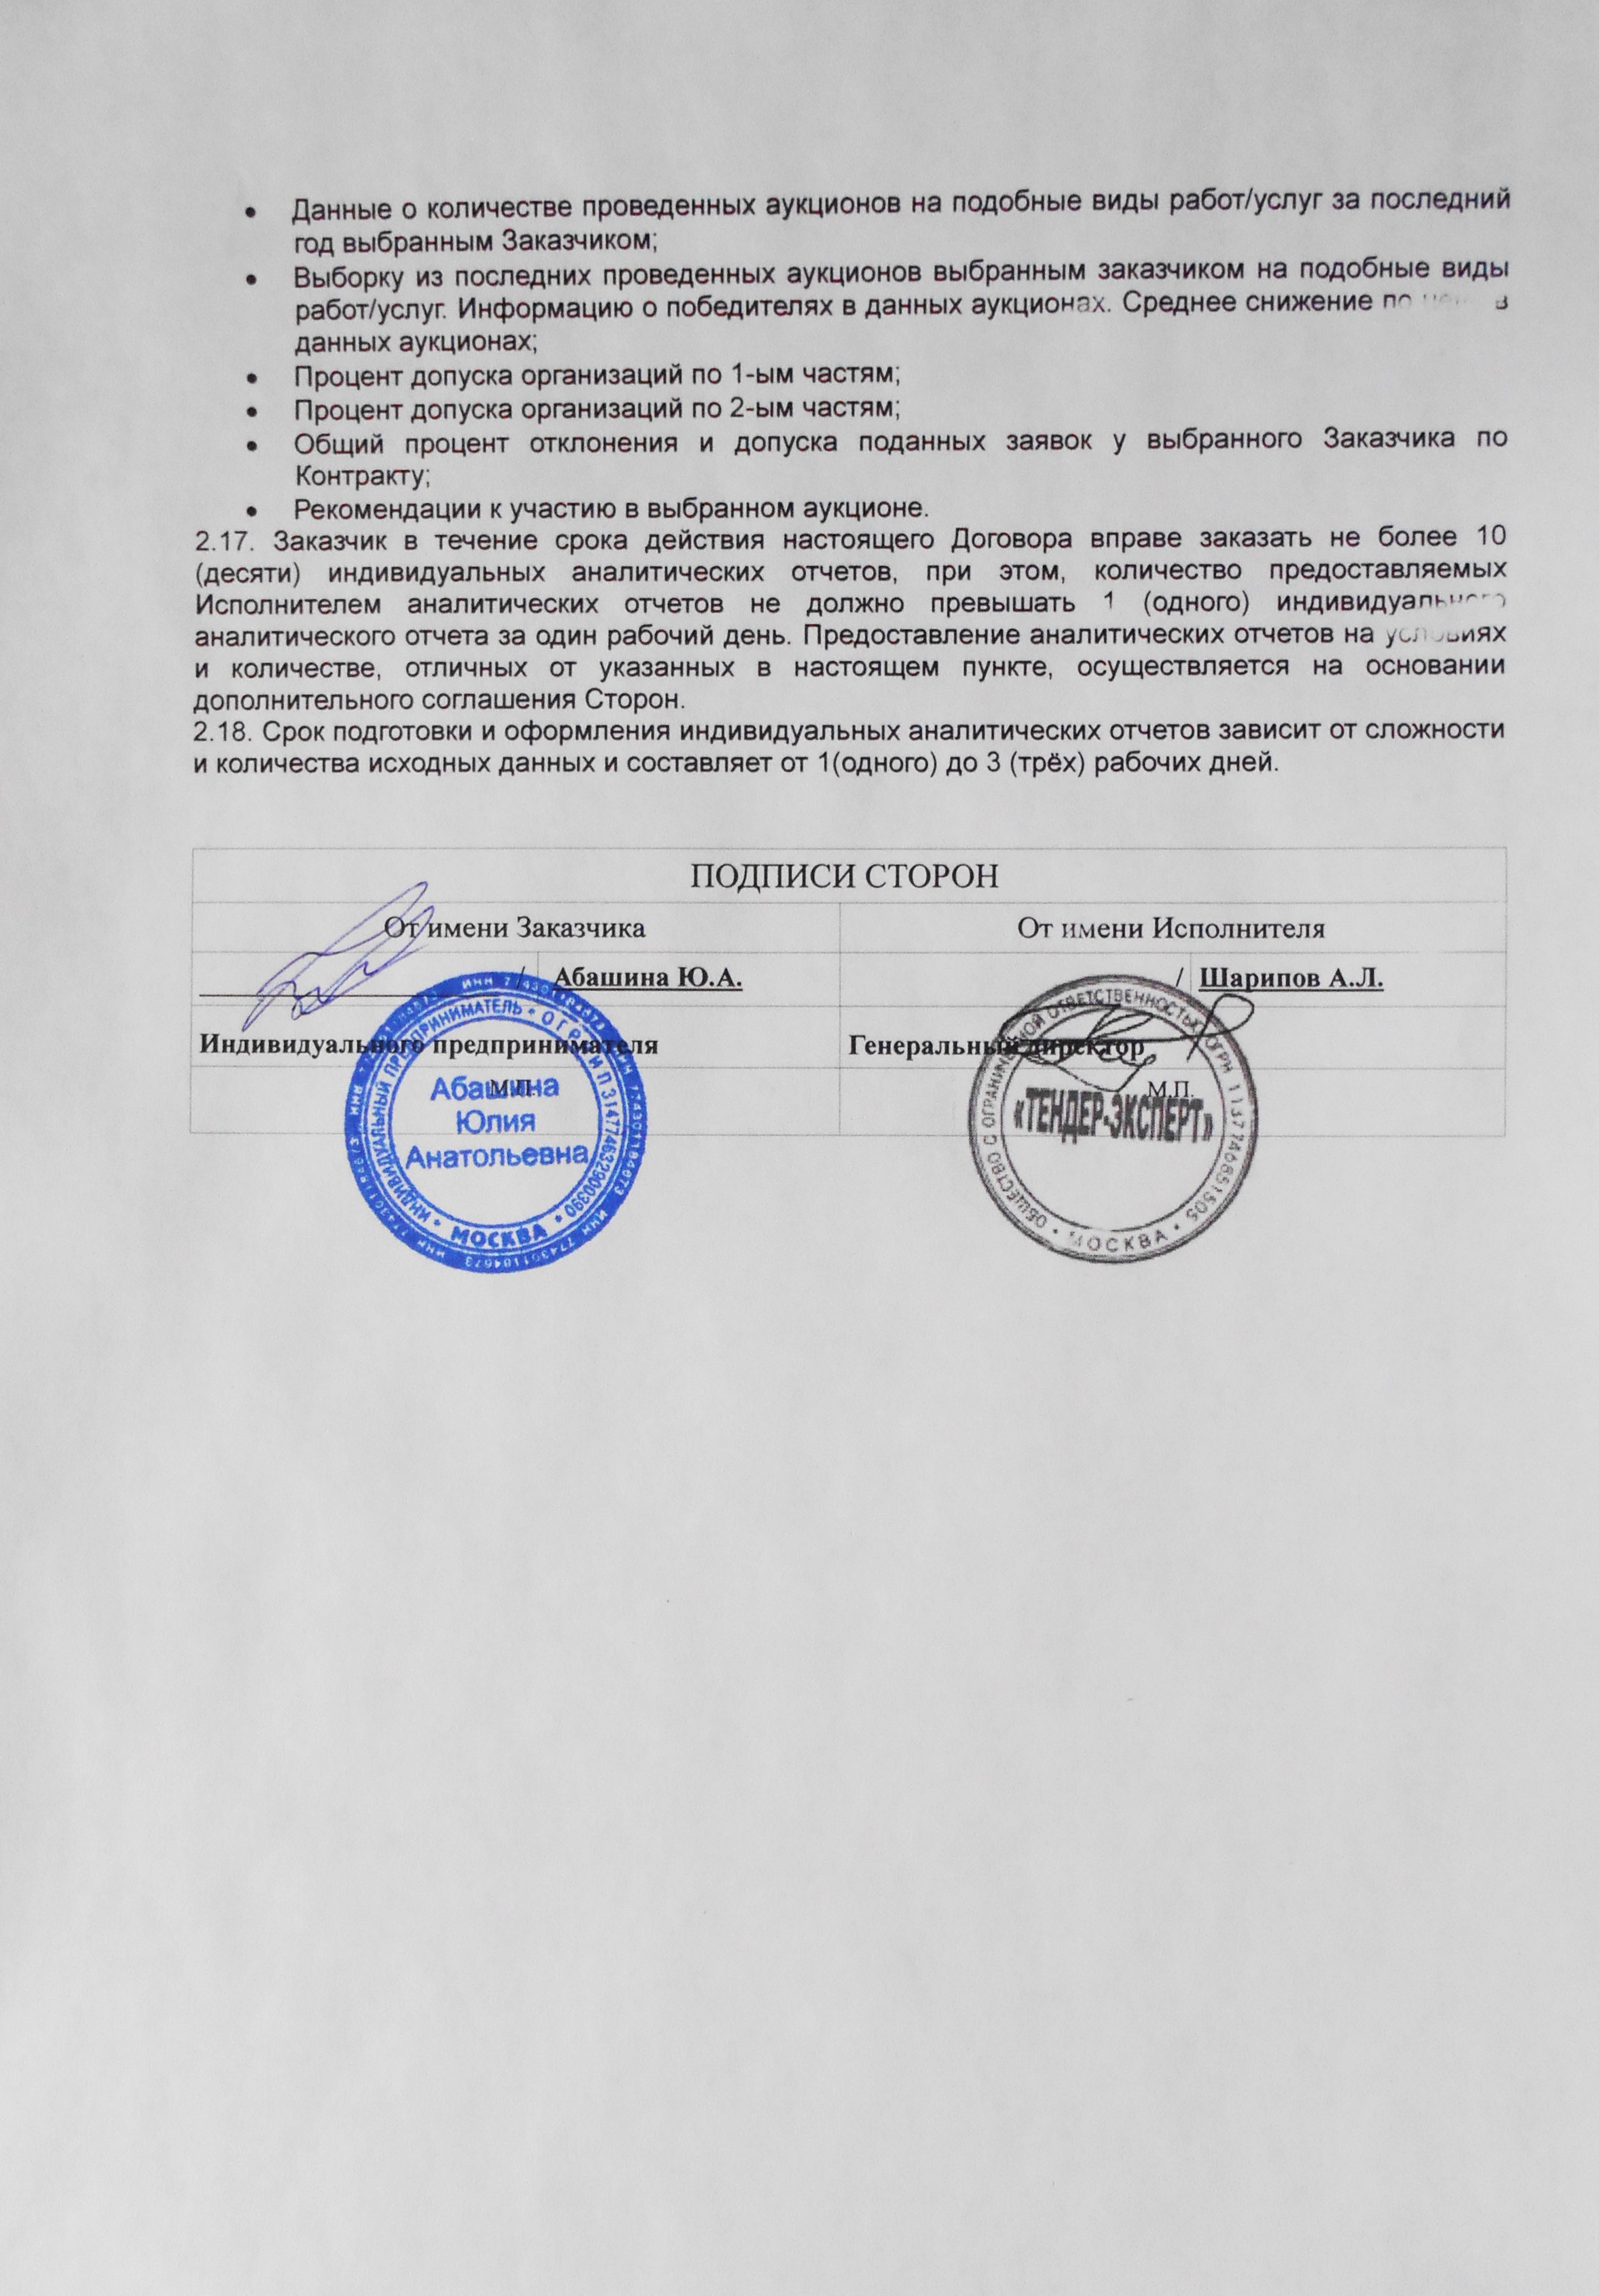 Данные о количестве проведенных аукционов на подобные виды работ/услуг за последний
год выбранным Заказчиком;
Выборку из последних проведенных аукционов выбранным заказчиком на подобные виды
работ/услуг. Информацию о победителях в данных аукционах. Среднее снижение по в
данных аукционах;
Процент допуска организаций по 1-ым частям;
Процент допуска организаций по 2-ым частям;
Общий процент отклонения и допуска поданных заявок у выбранного Заказчика по
Контракту;
Рекомендации к участию в выбранном аукционе.
2.17. Заказчик в течение срока действия настоящего Договора вправе заказать не более 10
(десяти) индивидуальных аналитических отчетов, при этом, количество предоставляемых
Исполнителем аналитических отчетов не должно превышать 1 (одного) индивидуального
аналитического отчета за один рабочий день. Предоставление аналитических отчетов на условиях
и количестве, отличных от указанных в настоящем пункте, осуществляется на основании
дополнительного соглашения Сторон.
2.18. Срок подготовки и оформления индивидуальных аналитических отчетов зависит от сложности
и количества исходных данных и составляет от 1(одного) до 3 (трёх) рабочих дней.
ПОДПИСИ СТОРОН
От имени Заказчика
От имени Исполнителя
/ Абашина Ю.А.
/ Шарипов А.Л.
Индивидуального предпринимателя
Генеральный директор
М.П.
М.П.
ИНДИВИДУАЛЬНЫЙ ПРЕДПРИНИМАТЕЛЬ • ОГРНИП 314774632900390
Абашина
Юлия
Анатольевна
• МОСКВА •
ОБЩЕСТВО С ОГРАНИЧЕННОЙ ОТВЕТСТВЕННОСТЬЮ ОГРН
«ТЕНДЕР-ЭКСПЕРТ»
• МОСКВА •